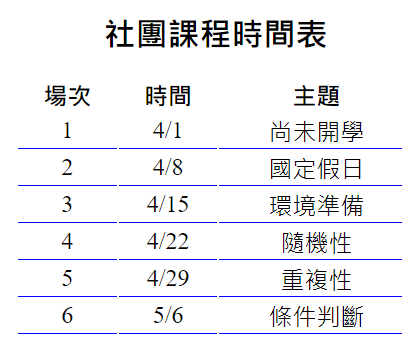 社團課程時間表
場次 時間 主題
1 4/1 尚未開學
2 4/8 國定假日
3 4/15 環境準備
4 4/22 隨機性
5 4/29 重複性
6 5/6 條件判斷